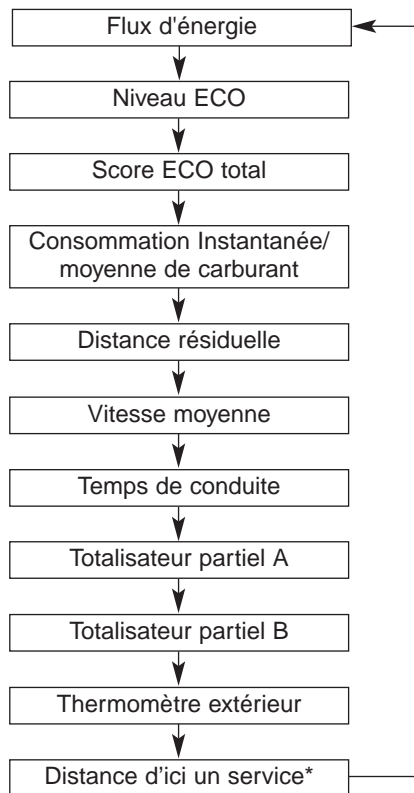 Flux d'énergie
Niveau ECO
Score ECO total
Consommation Instantanée/
moyenne de carburant
Distance résiduelle
Vitesse moyenne
Temps de conduite
Totalisateur partiel A
Totalisateur partiel B
Thermomètre extérieur
Distance d'ici un service*